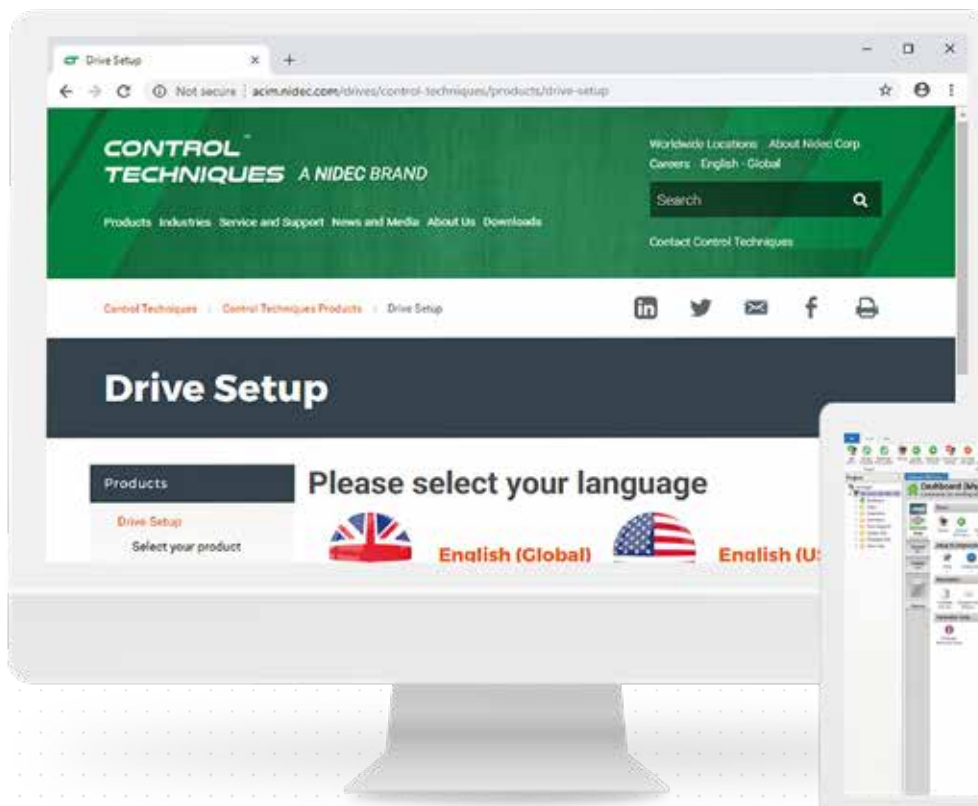 Drive Setup
Not secure | acim.nidec.com/drives/control-techniques/products/drive-setup
CONTROL
TECHNIQUES A NIDEC BRAND
Worldwide Locations About Nidec Corp
Careers English - Global
Search
Products Industries Service and Support News and Media About Us Downloads
Contact Control Techniques
Control Techniques Control Techniques Products Drive Setup
Drive Setup
Products
Please select your language
Drive Setup
Select your product
English (Global)
English (US
Dashboard